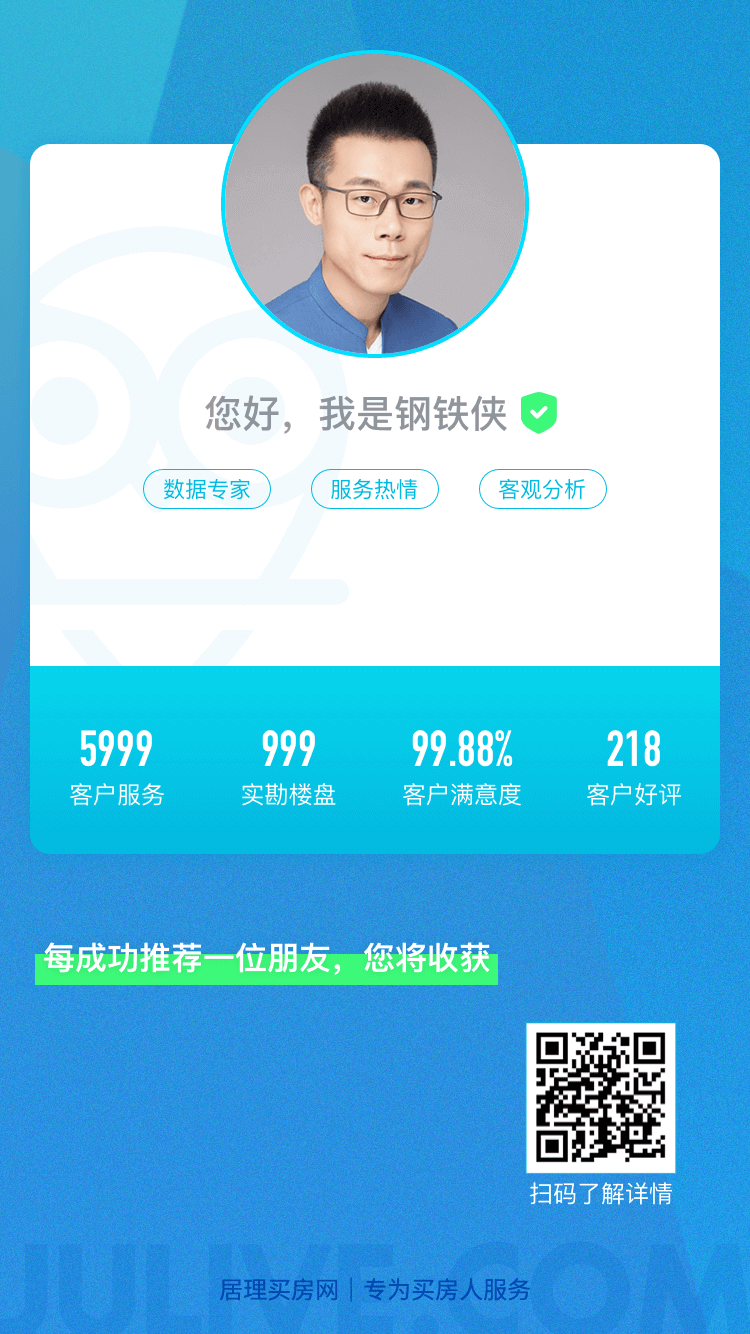 您好，我是钢铁侠
数据专家 服务热情 客观分析
5999 999 99.88% 218
客户服务 实勘楼盘 客户满意度 客户好评
每成功推荐一位朋友，您将收获
扫码了解详情
JULIVE.COM
居理买房网｜专为买房人服务